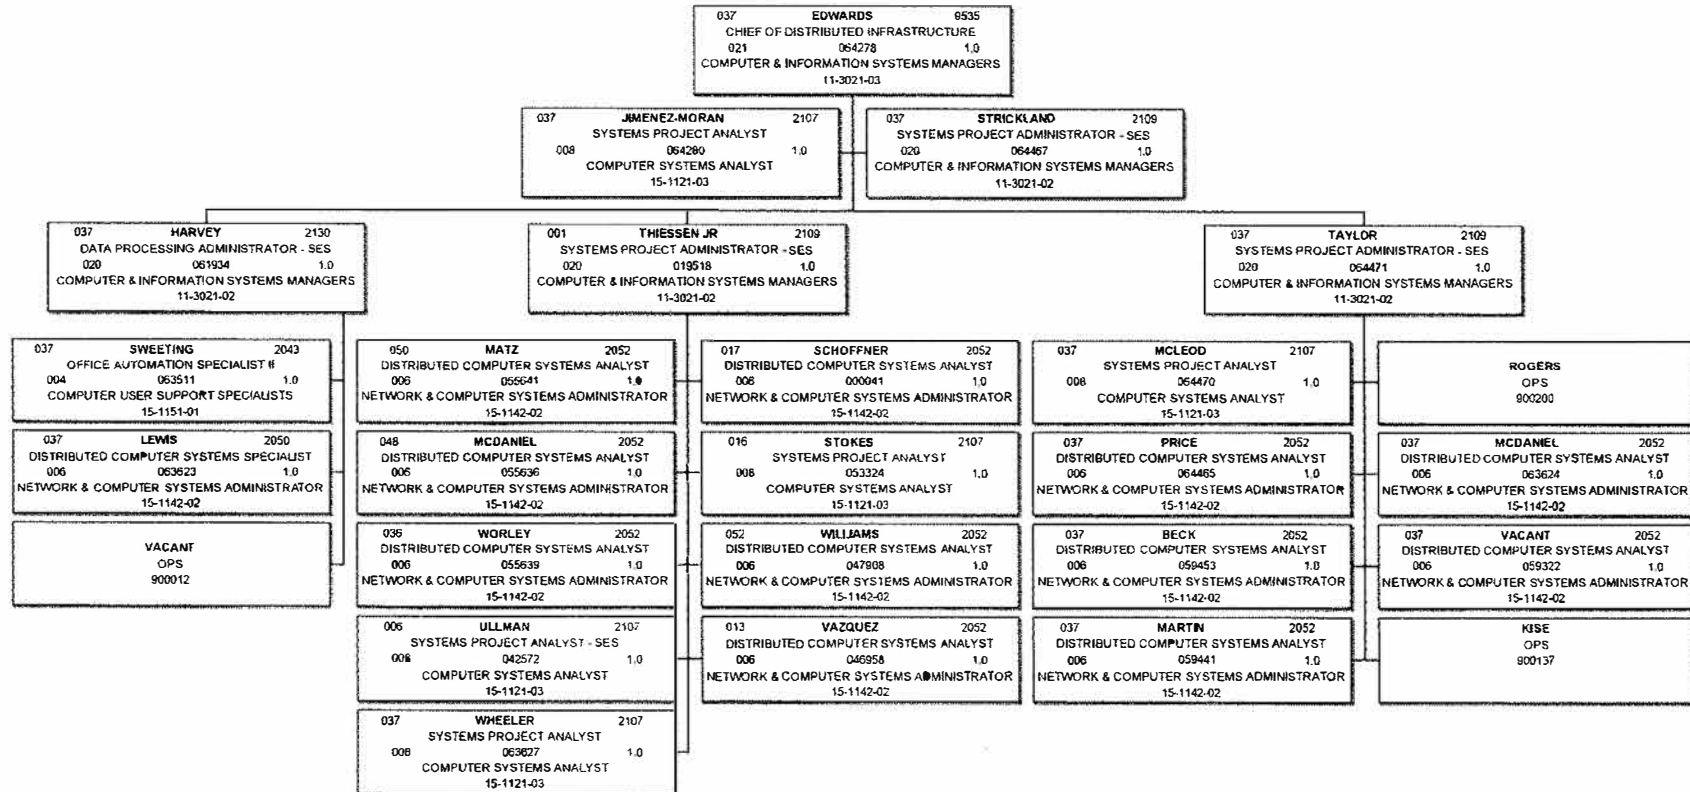 037 EDWARDS 9535
CHIEF OF DISTRIBUTED INFRASTRUCTURE
021 064278 1.0
COMPUTER & INFORMATION SYSTEMS MANAGERS
11-3021-03
037 JIMENEZ-MORAN 2107
SYSTEMS PROJECT ANALYST
008 064280 1.0
COMPUTER SYSTEMS ANALYST
15-1121-03
037 STRICKLAND 2109
SYSTEMS PROJECT ADMINISTRATOR - SES
020 064467 1.0
COMPUTER & INFORMATION SYSTEMS MANAGERS
11-3021-02
037 HARVEY 2130
DATA PROCESSING ADMINISTRATOR - SES
020 061934 1.0
COMPUTER & INFORMATION SYSTEMS MANAGERS
11-3021-02
001 THIESSEN JR 2109
SYSTEMS PROJECT ADMINISTRATOR - SES
020 019518 1.0
COMPUTER & INFORMATION SYSTEMS MANAGERS
11-3021-02
037 TAYLOR 2109
SYSTEMS PROJECT ADMINISTRATOR - SES
020 064471 1.0
COMPUTER & INFORMATION SYSTEMS MANAGERS
11-3021-02
037 SWEETING 2043
OFFICE AUTOMATION SPECIALIST II
004 063511 1.0
COMPUTER USER SUPPORT SPECIALISTS
15-1151-01
037 LEWIS 2050
DISTRIBUTED COMPUTER SYSTEMS SPECIALIST
006 063623 1.0
NETWORK & COMPUTER SYSTEMS ADMINISTRATOR
15-1142-02
VACANT
OPS
900012
050 MATZ 2052
DISTRIBUTED COMPUTER SYSTEMS ANALYST
006 055641 1.0
NETWORK & COMPUTER SYSTEMS ADMINISTRATOR
15-1142-02
048 MCDANIEL 2052
DISTRIBUTED COMPUTER SYSTEMS ANALYST
006 055636 1.0
NETWORK & COMPUTER SYSTEMS ADMINISTRATOR
15-1142-02
036 WORLEY 2052
DISTRIBUTED COMPUTER SYSTEMS ANALYST
006 055639 1.0
NETWORK & COMPUTER SYSTEMS ADMINISTRATOR
15-1142-02
006 ULLMAN 2107
SYSTEMS PROJECT ANALYST - SES
008 042572 1.0
COMPUTER SYSTEMS ANALYST
15-1121-03
037 WHEELER 2107
SYSTEMS PROJECT ANALYST
008 063627 1.0
COMPUTER SYSTEMS ANALYST
15-1121-03
017 SCHOFFNER 2052
DISTRIBUTED COMPUTER SYSTEMS ANALYST
006 000041 1.0
NETWORK & COMPUTER SYSTEMS ADMINISTRATOR
15-1142-02
016 STOKES 2107
SYSTEMS PROJECT ANALYST
008 053324 1.0
COMPUTER SYSTEMS ANALYST
15-1121-03
052 WILLIAMS 2052
DISTRIBUTED COMPUTER SYSTEMS ANALYST
006 047908 1.0
NETWORK & COMPUTER SYSTEMS ADMINISTRATOR
15-1142-02
013 VAZQUEZ 2052
DISTRIBUTED COMPUTER SYSTEMS ANALYST
006 046958 1.0
NETWORK & COMPUTER SYSTEMS ADMINISTRATOR
15-1142-02
037 MCLEOD 2107
SYSTEMS PROJECT ANALYST
008 064470 1.0
COMPUTER SYSTEMS ANALYST
15-1121-03
037 PRICE 2052
DISTRIBUTED COMPUTER SYSTEMS ANALYST
006 064465 1.0
NETWORK & COMPUTER SYSTEMS ADMINISTRATOR
15-1142-02
037 BECK 2052
DISTRIBUTED COMPUTER SYSTEMS ANALYST
006 059453 1.0
NETWORK & COMPUTER SYSTEMS ADMINISTRATOR
15-1142-02
037 MARTIN 2052
DISTRIBUTED COMPUTER SYSTEMS ANALYST
006 059441 1.0
NETWORK & COMPUTER SYSTEMS ADMINISTRATOR
15-1142-02
ROGERS
OPS
900200
037 MCDANIEL 2052
DISTRIBUTED COMPUTER SYSTEMS ANALYST
006 063624 1.0
NETWORK & COMPUTER SYSTEMS ADMINISTRATOR
15-1142-02
037 VACANT 2052
DISTRIBUTED COMPUTER SYSTEMS ANALYST
006 059322 1.0
NETWORK & COMPUTER SYSTEMS ADMINISTRATOR
15-1142-02
KISE
OPS
900137